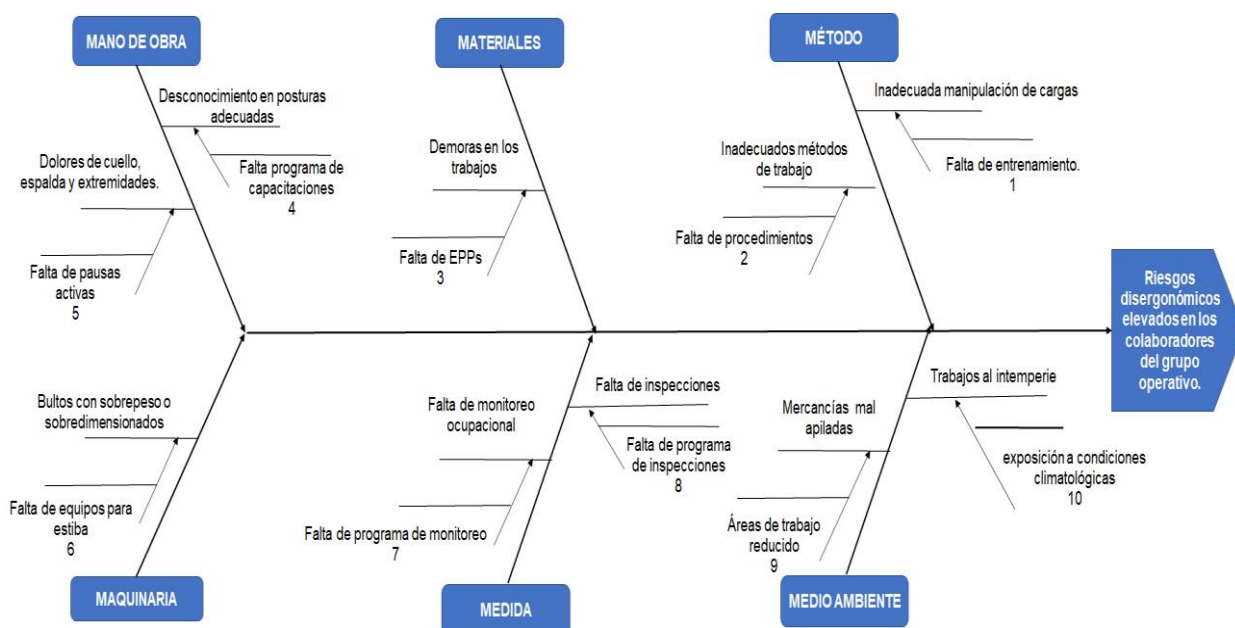 MANO DE OBRA
MATERIALES
MÉTODO
Desconocimiento en posturas
adecuadas
Falta programa de
capacitaciones
4
Dolores de cuello,
espalda y extremidades.
Falta de pausas
activas
5
Demoras en los
trabajos
Falta de EPPs
3
Inadecuada manipulación de cargas
Falta de entrenamiento.
1
Inadecuados métodos
de trabajo
Falta de procedimientos
2
Riesgos
disergonómicos
elevados en los
colaboradores
del grupo
operativo.
Bultos con sobrepeso o
sobredimensionados
Falta de equipos para
estiba
6
Falta de inspecciones
Falta de programa
de inspecciones
8
Falta de monitoreo
ocupacional
Falta de programa de monitoreo
7
Trabajos al intemperie
exposición a condiciones
climatológicas
10
Mercancías mal
apiladas
Áreas de trabajo
reducido
9
MAQUINARIA
MEDIDA
MEDIO AMBIENTE